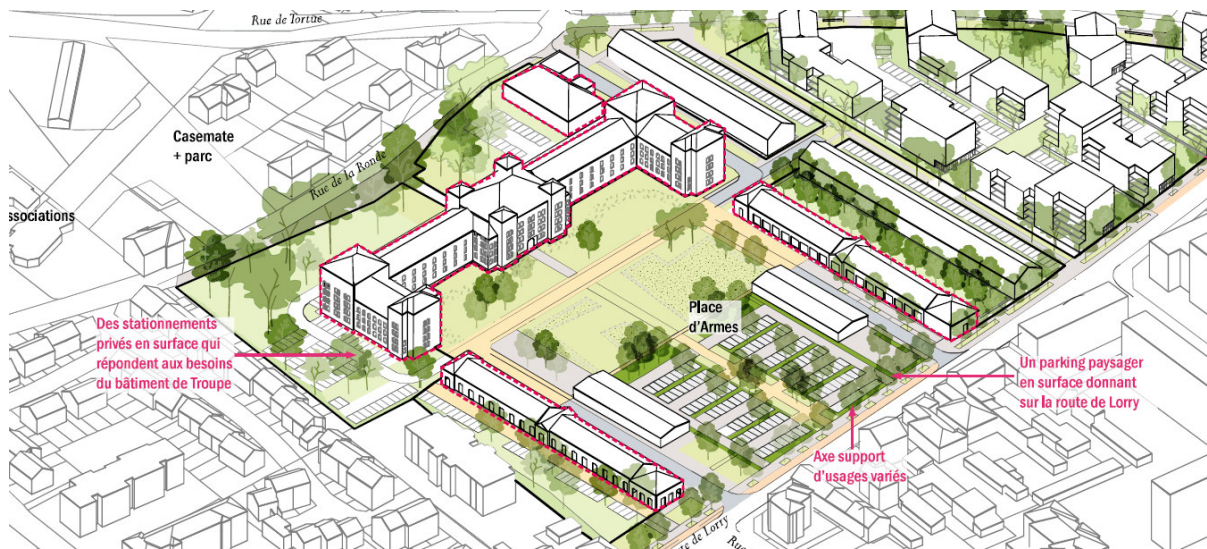 Rue de Tortue
Casemate
+ parc
Rue de la Ronde
ssociations
Place
d'Armes
Des stationnements
privés en surface qui
répondent aux besoins
du bâtiment de Troupe
Un parking paysager
en surface donnant
sur la route de Lorry
Axe support
d'usages variés
te de Lorry
Rue